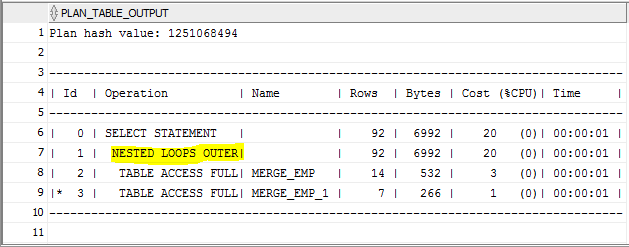 PLAN_TABLE_OUTPUT
1 Plan hash value: 1251068494
2
3 ---------------------------------------------------------------------------------
4 | Id  | Operation          | Name        | Rows  | Bytes | Cost (%CPU)| Time     |
5 ---------------------------------------------------------------------------------
6 |   0 | SELECT STATEMENT   |             |    92 |  6992 |    20   (0)| 00:00:01 |
7 |   1 |  NESTED LOOPS OUTER|             |    92 |  6992 |    20   (0)| 00:00:01 |
8 |   2 |   TABLE ACCESS FULL| MERGE_EMP   |    14 |   532 |     3   (0)| 00:00:01 |
9 |*  3 |   TABLE ACCESS FULL| MERGE_EMP_1 |     7 |   266 |     1   (0)| 00:00:01 |
10 ---------------------------------------------------------------------------------
11